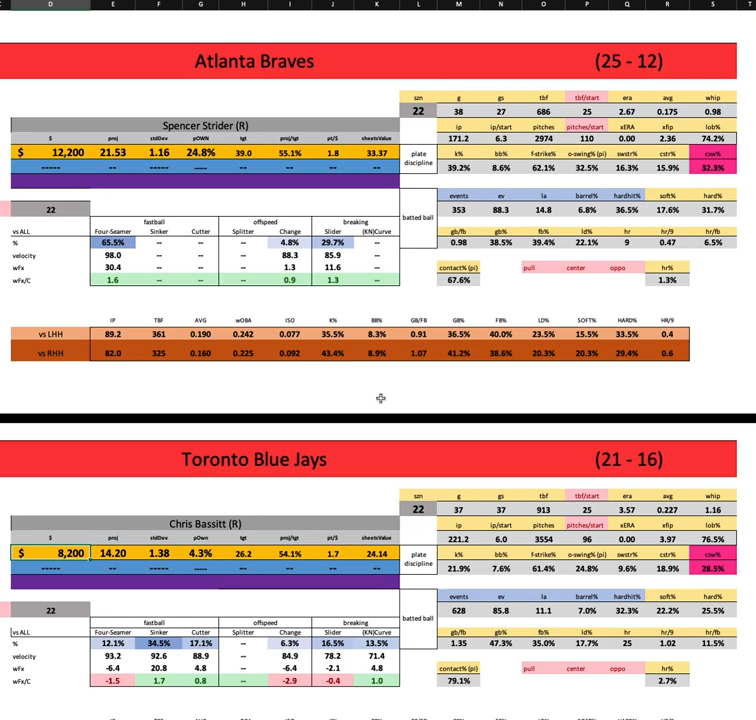 C D E F G H I J K L M N O P Q R S T
Atlanta Braves (25 - 12)
szn g gs tbf tbf/start era avg whip
22 38 27 686 25 2.67 0.175 0.98
Spencer Strider (R) ip ip/start pitches pitches/start xERA xfip lob%
$ proj stdDev pOWN tgt proj/tgt pt/$ sheetsValue 171.2 6.3 2974 110 0.00 2.36 74.2%
$ 12,200 21.53 1.16 24.8% 39.0 55.1% 1.8 33.37 plate discipline k% bb% f-strike% o-swing% (pi) swstr% cstr% csw%
----- -- -- ----- -- -- -- -- 39.2% 8.6% 62.1% 32.5% 16.3% 15.9% 32.3%
batted ball events ev la barrel% hardhit% soft% hard%
22 353 88.3 14.8 6.8% 36.5% 17.6% 31.7%
fastball offspeed breaking
vs ALL Four-Seamer Sinker Cutter Splitter Change Slider (KN)Curve gb/fb gb% fb% ld% hr hr/9 hr/fb
% 65.5% -- -- -- 4.8% 29.7% -- 0.98 38.5% 39.4% 22.1% 9 0.47 6.5%
velocity 98.0 -- -- -- 88.3 85.9 --
wFx 30.4 -- -- -- 1.3 11.6 -- contact% (pi) pull center oppo hr%
wFx/C 1.6 -- -- -- 0.9 1.3 -- 67.6% 1.3%
IP TBF AVG wOBA ISO K% BB% GB/FB GB% FB% LD% SOFT% HARD% HR/9
vs LHH 89.2 361 0.190 0.242 0.077 35.5% 8.3% 0.91 36.5% 40.0% 23.5% 15.5% 33.5% 0.4
vs RHH 82.0 325 0.160 0.225 0.092 43.4% 8.9% 1.07 41.2% 38.6% 20.3% 20.3% 29.4% 0.6
Toronto Blue Jays (21 - 16)
szn g gs tbf tbf/start era avg whip
22 37 37 913 25 3.57 0.227 1.16
Chris Bassitt (R) ip ip/start pitches pitches/start xERA xfip lob%
$ proj stdDev pOwn tgt proj/tgt pt/$ sheetsValue 221.2 6.0 3554 96 0.00 3.97 76.5%
$ 8,200 14.20 1.38 4.3% 26.2 54.1% 1.7 24.14 plate discipline k% bb% f-strike% o-swing% (pi) swstr% cstr% csw%
----- -- -- ----- -- -- -- -- 21.9% 7.6% 61.4% 24.8% 9.6% 18.9% 28.5%
batted ball events ev la barrel% hardhit% soft% hard%
22 628 85.8 11.1 7.0% 32.3% 22.2% 25.5%
fastball offspeed breaking
vs ALL Four-Seamer Sinker Cutter Splitter Change Slider (KN)Curve gb/fb gb% fb% ld% hr hr/9 hr/fb
% 12.1% 34.5% 17.1% -- 6.3% 16.5% 13.5% 1.35 47.3% 35.0% 17.7% 25 1.02 11.5%
velocity 93.2 92.6 88.9 -- 84.9 78.2 71.4
wFx -6.4 20.8 4.8 -- -6.4 -2.1 4.8 contact% (pi) pull center oppo hr%
wFx/C -1.5 1.7 0.8 -- -2.9 -0.4 1.0 79.1% 2.7%